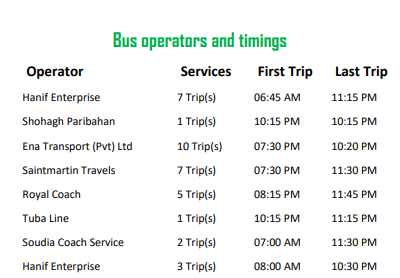 Bus operators and timings
Operator Services First Trip Last Trip
Hanif Enterprise 7 Trip(s) 06:45 AM 11:15 PM
Shohagh Paribahan 1 Trip(s) 10:15 PM 10:15 PM
Ena Transport (Pvt) Ltd 10 Trip(s) 07:30 PM 10:20 PM
Saintmartin Travels 7 Trip(s) 07:30 PM 11:30 PM
Royal Coach 5 Trip(s) 08:15 PM 11:45 PM
Tuba Line 1 Trip(s) 10:15 PM 11:15 PM
Soudia Coach Service 2 Trip(s) 07:00 AM 11:30 PM
Hanif Enterprise 3 Trip(s) 08:00 AM 10:30 PM